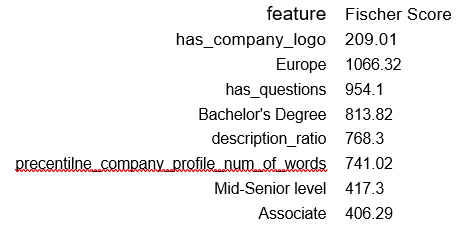 feature Fischer Score
has_company_logo 209.01
Europe 1066.32
has_questions 954.1
Bachelor's Degree 813.82
description_ratio 768.3
precentilne_company_profile_num_of_words 741.02
Mid-Senior level 417.3
Associate 406.29